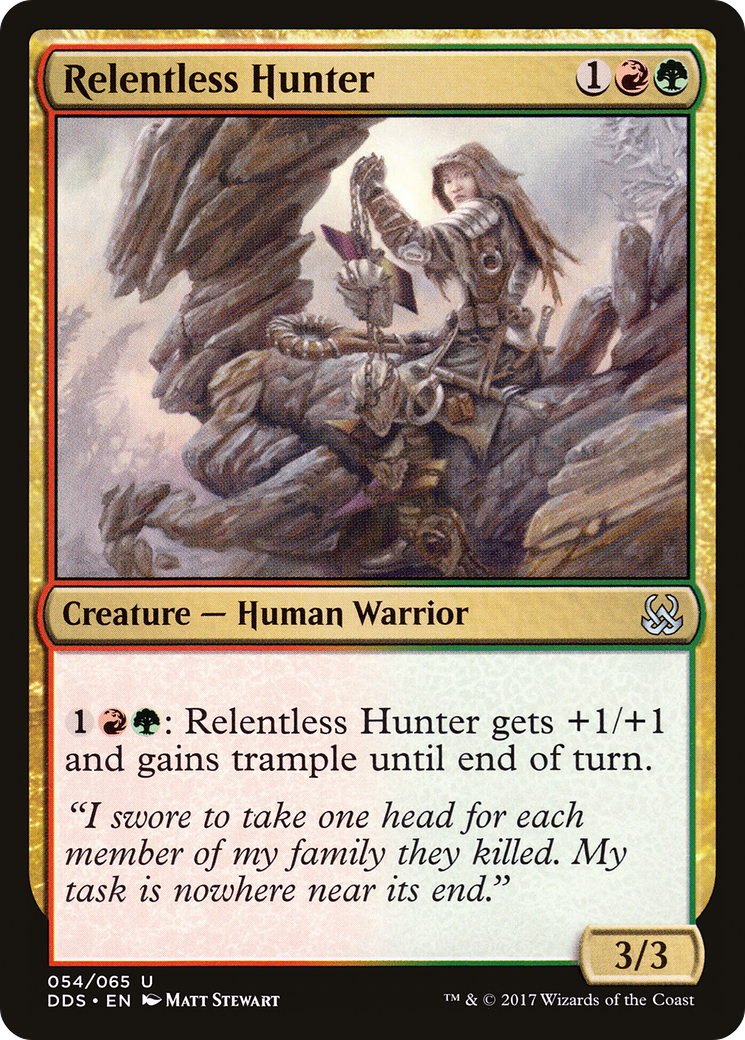 Relentless Hunter 1
Creature — Human Warrior
1 : Relentless Hunter gets +1/+1
and gains trample until end of turn.
“I swore to take one head for each
member of my family they killed. My
task is nowhere near its end.”
3/3
054/065 U
DDS • EN Matt Stewart
™ & © 2017 Wizards of the Coast